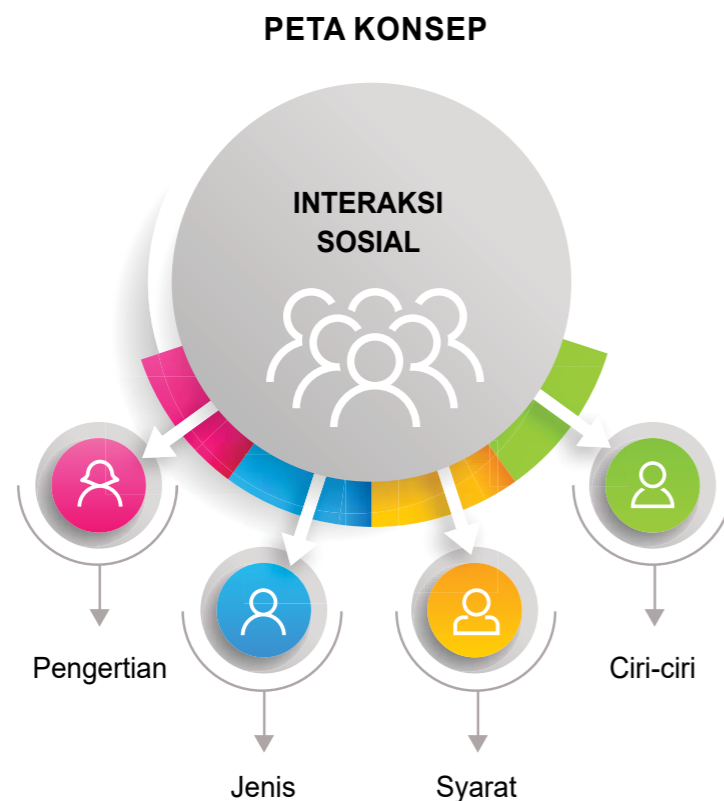 PETA KONSEP
INTERAKSI
SOSIAL
Pengertian
Jenis
Syarat
Ciri-ciri